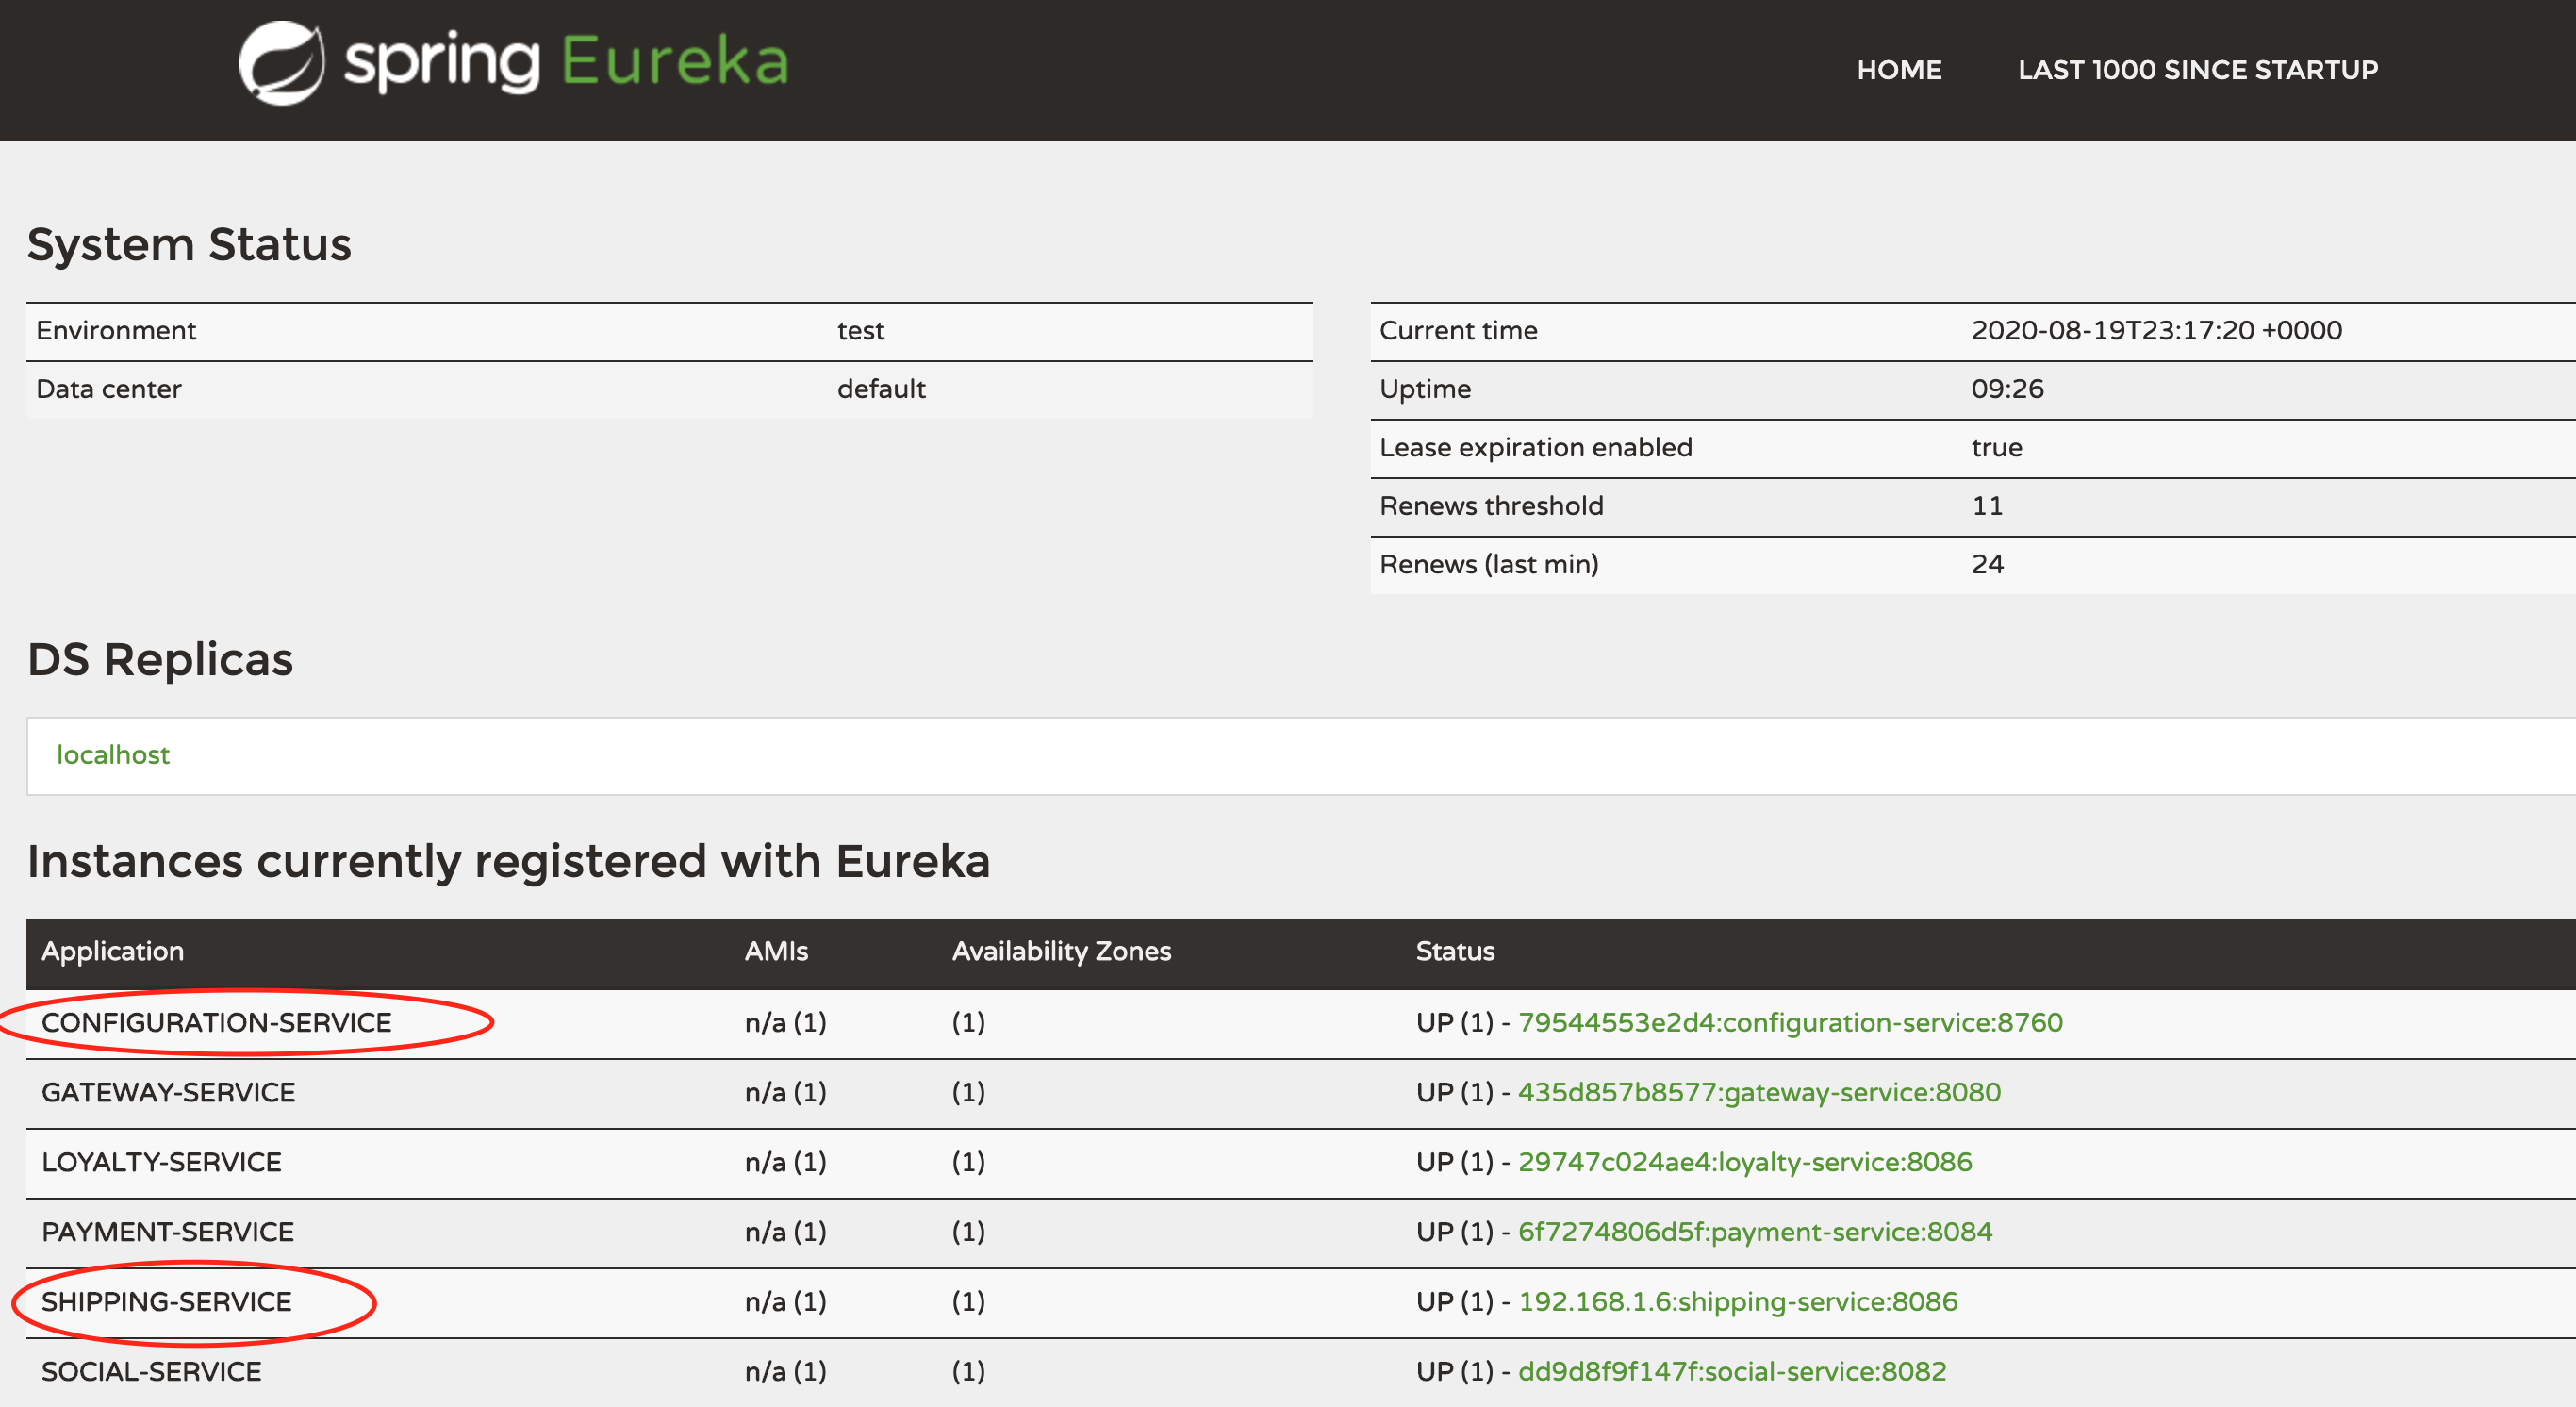 spring Eureka
HOME LAST 1000 SINCE STARTUP
System Status
Environment test
Data center default
Current time 2020-08-19T23:17:20 +0000
Uptime 09:26
Lease expiration enabled true
Renews threshold 11
Renews (last min) 24
DS Replicas
localhost
Instances currently registered with Eureka
Application AMIs Availability Zones Status
CONFIGURATION-SERVICE n/a (1) (1) UP (1) - 79544553e2d4:configuration-service:8760
GATEWAY-SERVICE n/a (1) (1) UP (1) - 435d857b8577:gateway-service:8080
LOYALTY-SERVICE n/a (1) (1) UP (1) - 29747c024ae4:loyalty-service:8086
PAYMENT-SERVICE n/a (1) (1) UP (1) - 6f7274806d5f:payment-service:8084
SHIPPING-SERVICE n/a (1) (1) UP (1) - 192.168.1.6:shipping-service:8086
SOCIAL-SERVICE n/a (1) (1) UP (1) - dd9d8f9f147f:social-service:8082